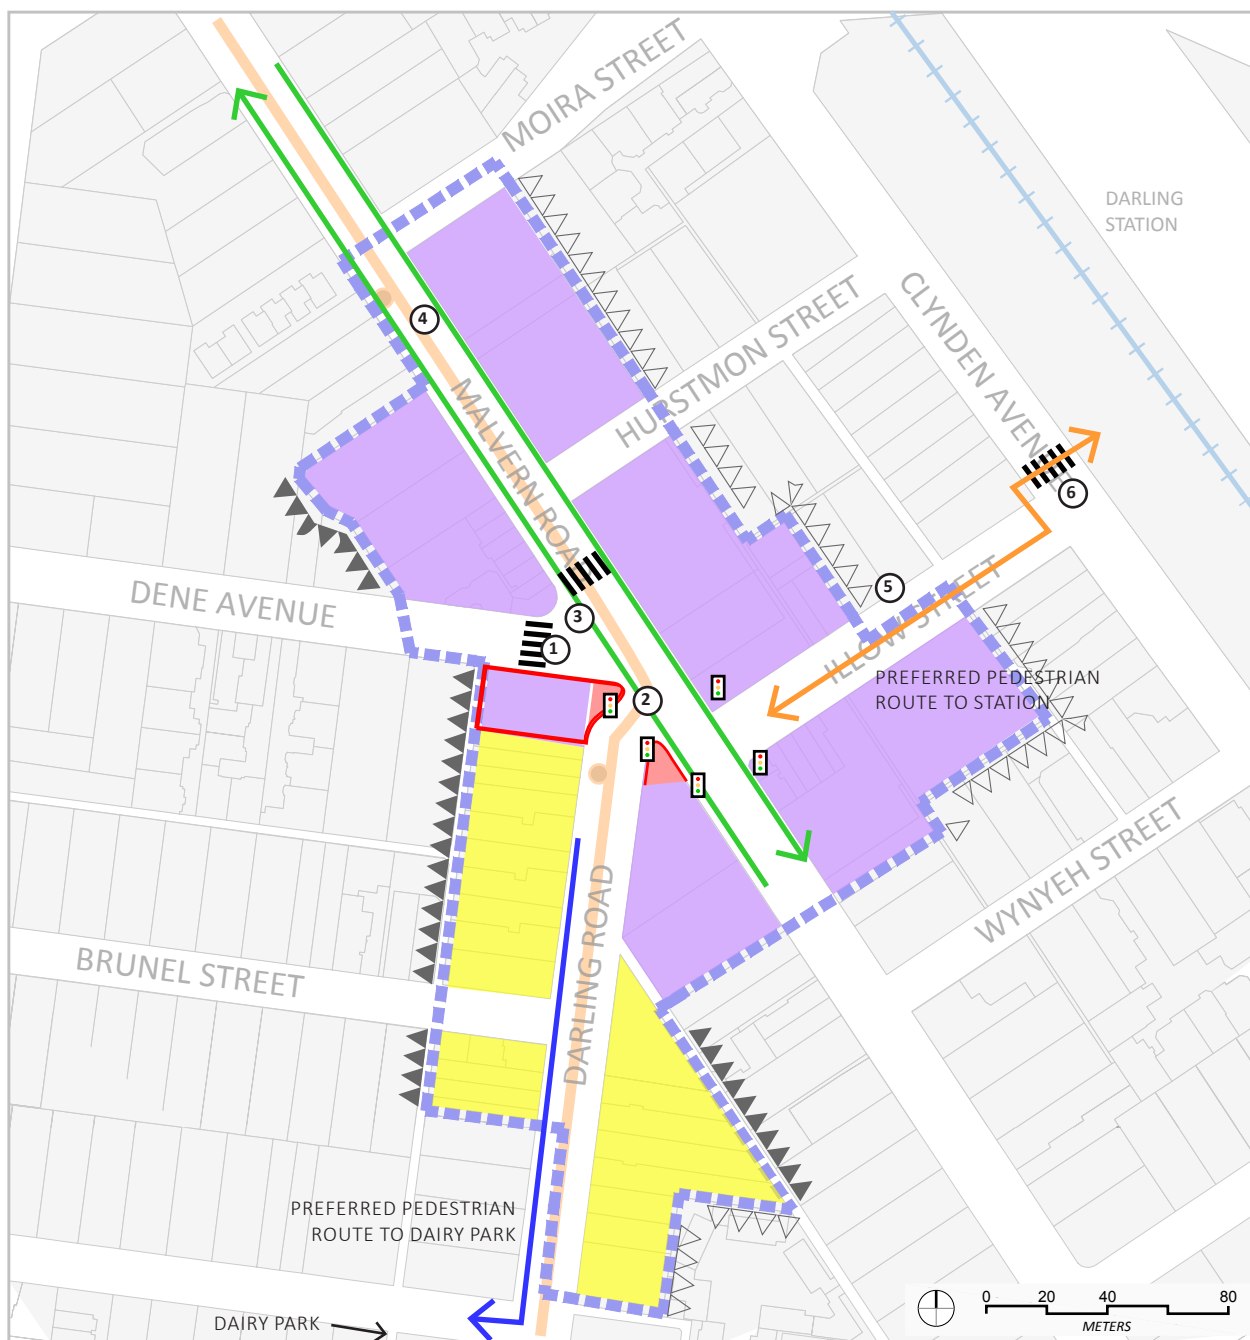 MOIRA STREET
DARLING
STATION
CLYNDEN AVENUE
HURSTMON STREET
4
MALVERN ROAD
6
5
DENE AVENUE
3
1
ILLOW STREET
2
PREFERRED PEDESTRIAN
ROUTE TO STATION
WYNYEH STREET
DARLING ROAD
BRUNEL STREET
PREFERRED PEDESTRIAN
ROUTE TO DAIRY PARK
DAIRY PARK
0 20 40 80
METERS